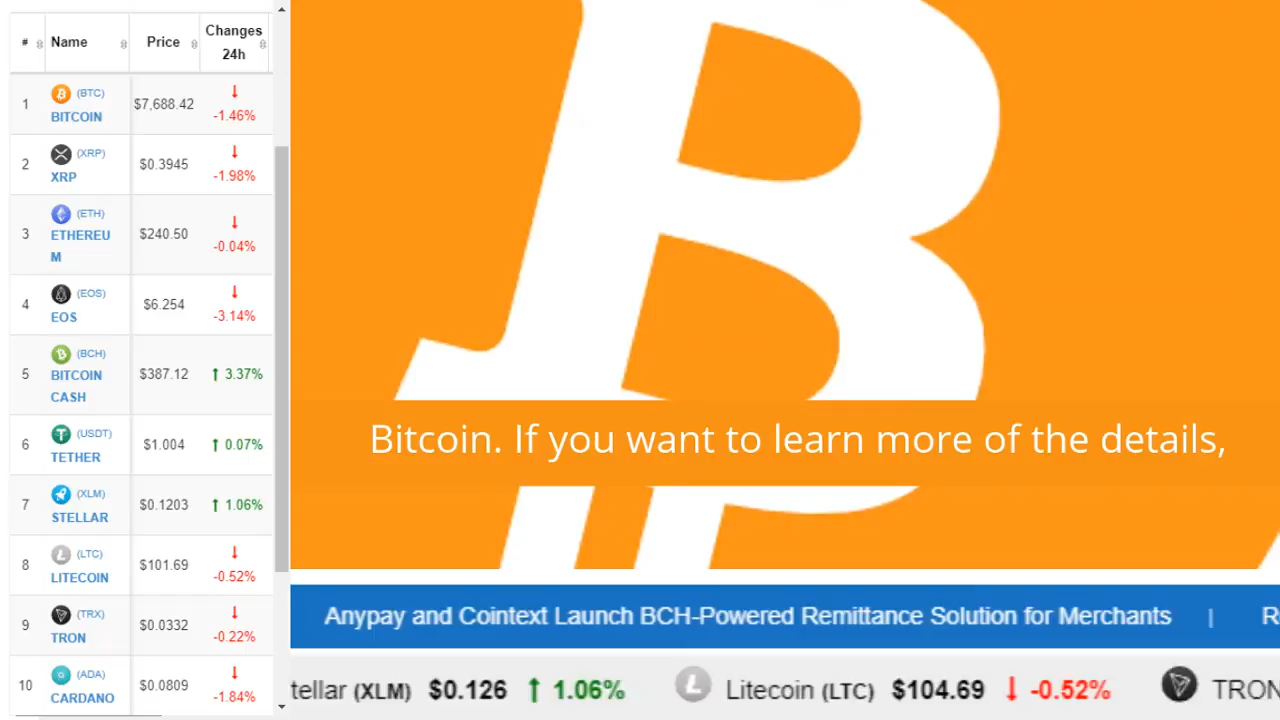 # Name Price Changes 24h
1 (BTC) BITCOIN $7,688.42 -1.46%
2 (XRP) XRP $0.3945 -1.98%
3 (ETH) ETHEREU M $240.50 -0.04%
4 (EOS) EOS $6.254 -3.14%
5 (BCH) BITCOIN CASH $387.12 3.37%
6 (USDT) TETHER $1.004 0.07%
7 (XLM) STELLAR $0.1203 1.06%
8 (LTC) LITECOIN $101.69 -0.52%
9 (TRX) TRON $0.0332 -0.22%
10 (ADA) CARDANO $0.0809 -1.84%
Bitcoin. If you want to learn more of the details,
Anypay and Cointext Launch BCH-Powered Remittance Solution for Merchants | R
tellar (XLM) $0.126 1.06% Litecoin (LTC) $104.69 -0.52% TRON